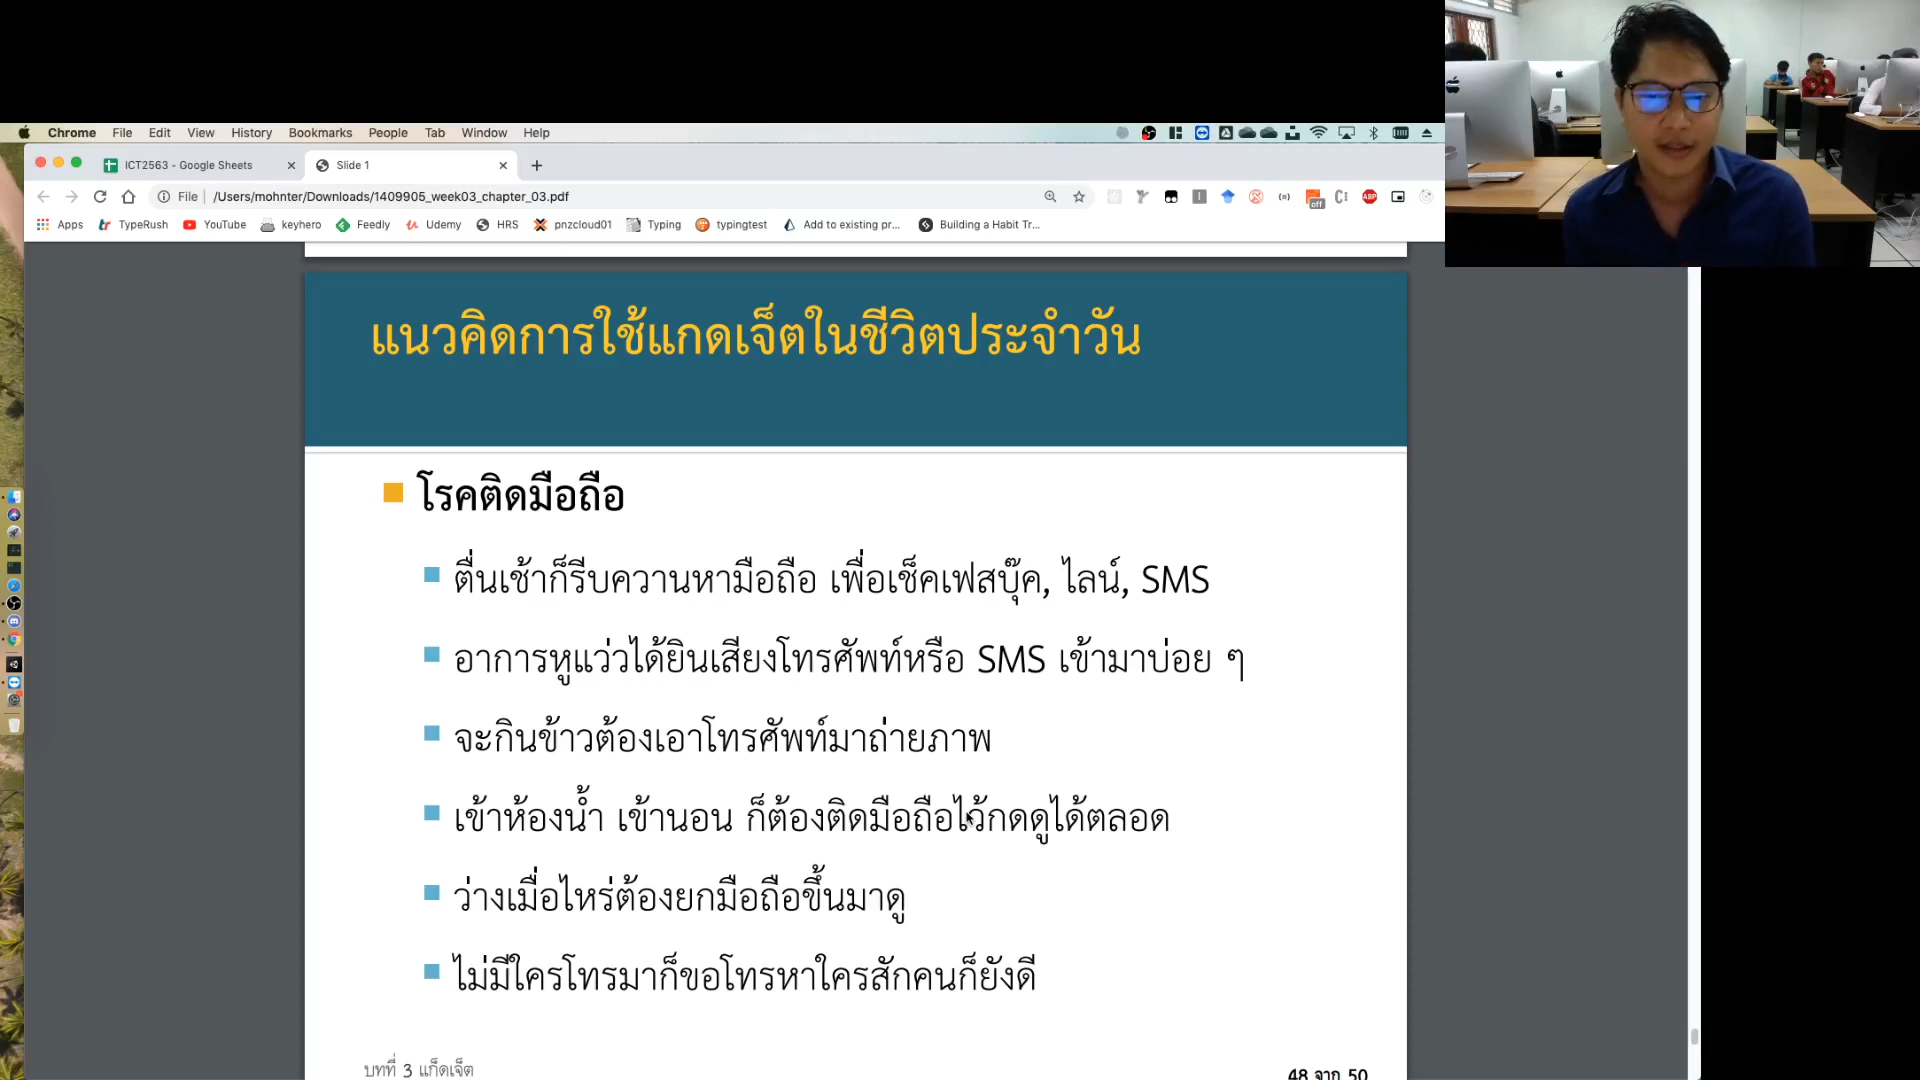 Chrome File Edit View History Bookmarks People Tab Window Help
ICT2563 - Google Sheets
Slide 1
File /Users/mohnter/Downloads/1409905_week03_chapter_03.pdf
off
ABP
Apps TypeRush YouTube keyhero Feedly Udemy HRS pnzcloud01 Typing typingtest Add to existing pr... Building a Habit Tr...
แนวคิดการใช้แกดเจ็ตในชีวิตประจำวัน
โรคติดมือถือ
ตื่นเช้าก็รีบควานหามือถือ เพื่อเช็คเฟสบุ๊ค, ไลน์, SMS
อาการหูแว่วได้ยินเสียงโทรศัพท์หรือ SMS เข้ามาบ่อย ๆ
จะกินข้าวต้องเอาโทรศัพท์มาถ่ายภาพ
เข้าห้องน้ำ เข้านอน ก็ต้องติดมือถือไว้กดดูได้ตลอด
ว่างเมื่อไหร่ต้องยกมือถือขึ้นมาดู
ไม่มีใครโทรมาก็ขอโทรหาใครสักคนก็ยังดี
บทที่ 3 แก็ดเจ็ต
48 จาก 50